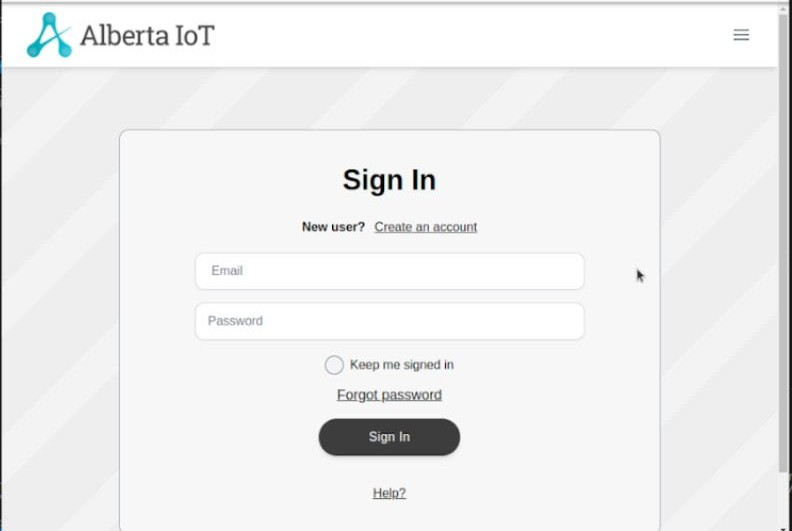 Alberta IoT
Sign In
New user? Create an account
Email
Password
Keep me signed in
Forgot password
Sign In
Help?